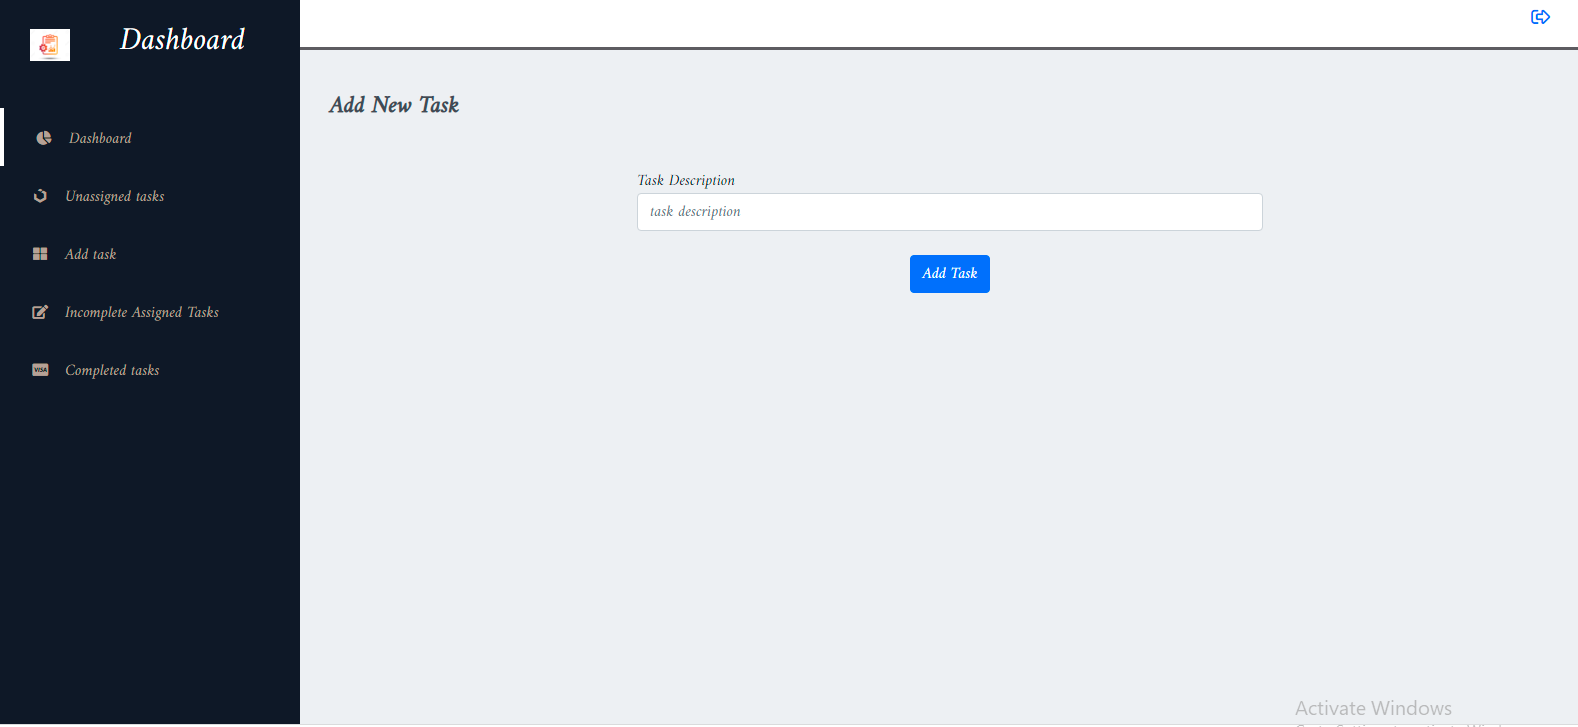 Dashboard
Dashboard
Unassigned tasks
Add task
Incomplete Assigned Tasks
VISA
Completed tasks
Add New Task
Task Description
task description
Add Task
Activate Windows